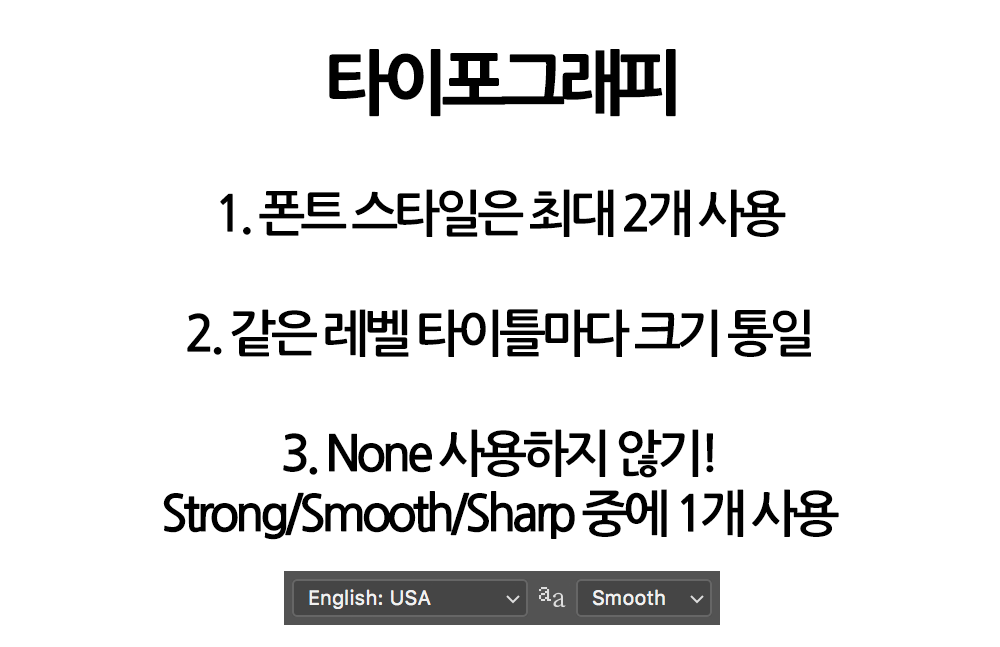 타이포그래피
1. 폰트 스타일은 최대 2개 사용
2. 같은 레벨 타이틀마다 크기 통일
3. None 사용하지 않기!
Strong/Smooth/Sharp 중에 1개 사용
English: USA aa Smooth